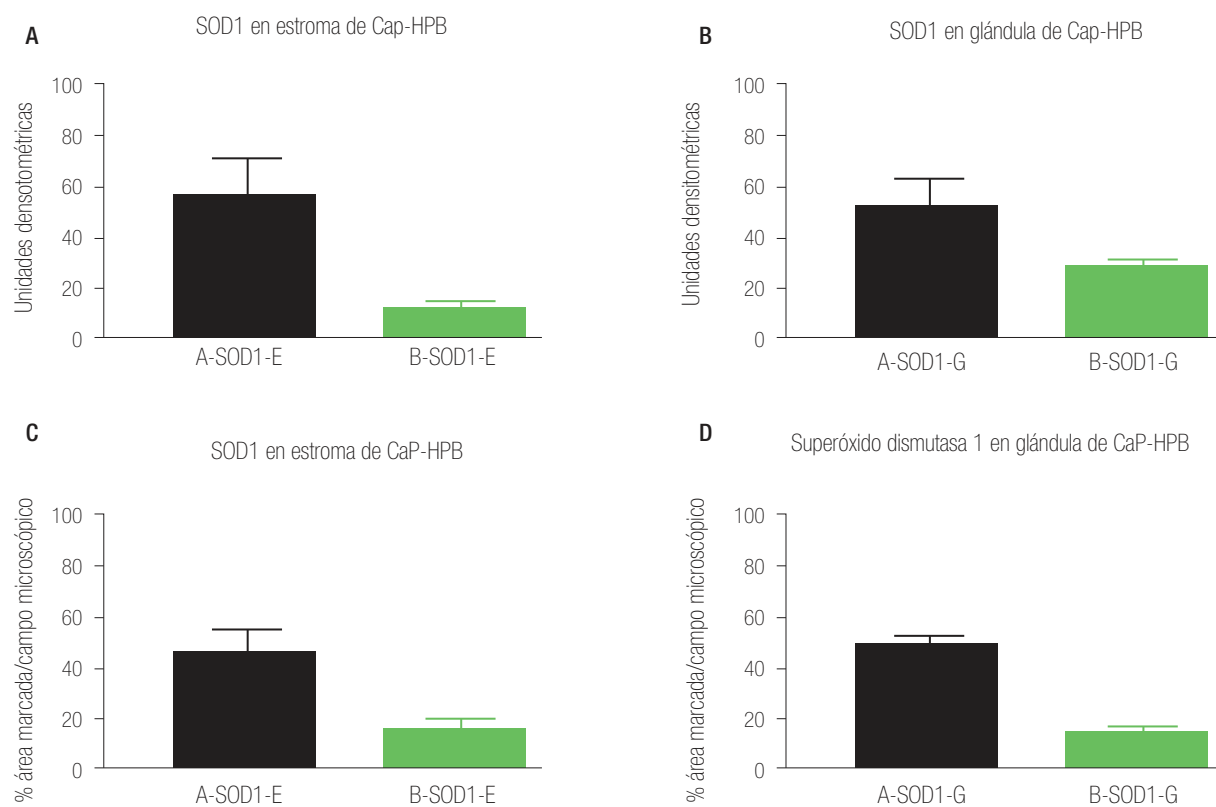 A
SOD1 en estroma de Cap-HPB
Unidades densotométricas
100
80
60
40
20
0
A-SOD1-E
B-SOD1-E
B
SOD1 en glándula de Cap-HPB
Unidades densitométricas
100
80
60
40
20
0
A-SOD1-G
B-SOD1-G
C
SOD1 en estroma de CaP-HPB
% área marcada/campo microscópico
100
80
60
40
20
0
A-SOD1-E
B-SOD1-E
D
Superóxido dismutasa 1 en glándula de CaP-HPB
% área marcada/campo microscópico
100
80
60
40
20
0
A-SOD1-G
B-SOD1-G